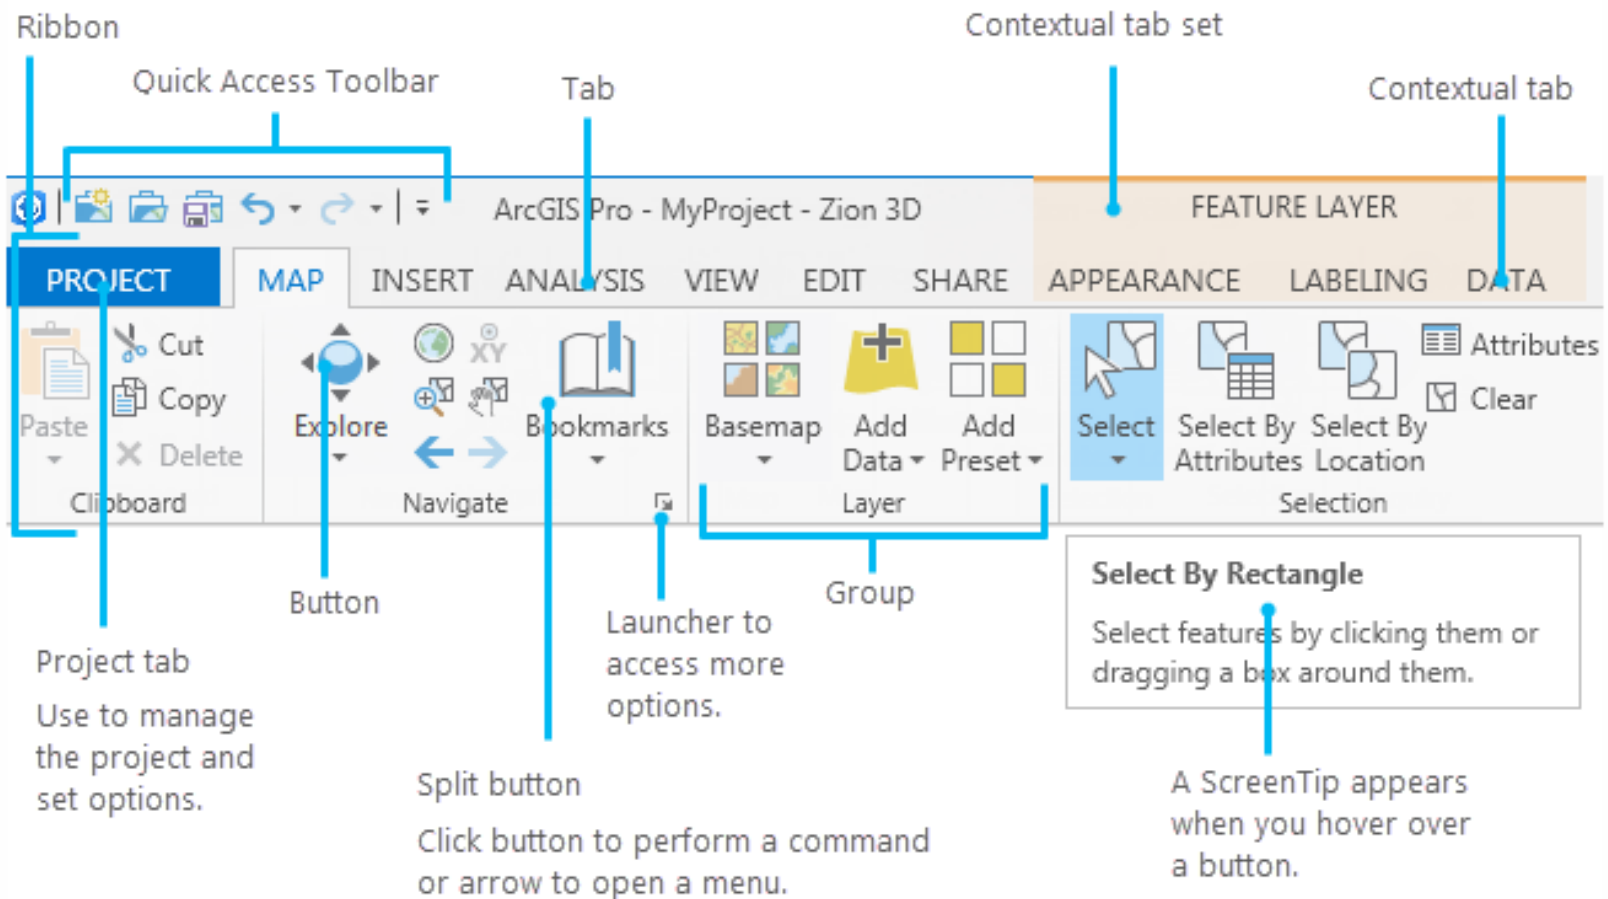 Ribbon
Contextual tab set
Quick Access Toolbar
Tab
Contextual tab
ArcGIS Pro - MyProject - Zion 3D
FEATURE LAYER
PROJECT
MAP
INSERT
ANALYSIS
VIEW
EDIT
SHARE
APPEARANCE
LABELING
DATA
Paste
Cut
Copy
Delete
Clipboard
Explore
XY
Bookmarks
Navigate
Basemap
Add
Data
Add
Preset
Layer
Select
Select By
Attributes
Select By
Location
Attributes
Clear
Selection
Button
Group
Launcher to
access more
options.
Select By Rectangle
Select features by clicking them or
dragging a box around them.
Project tab
Use to manage
the project and
set options.
Split button
Click button to perform a command
or arrow to open a menu.
A ScreenTip appears
when you hover over
a button.